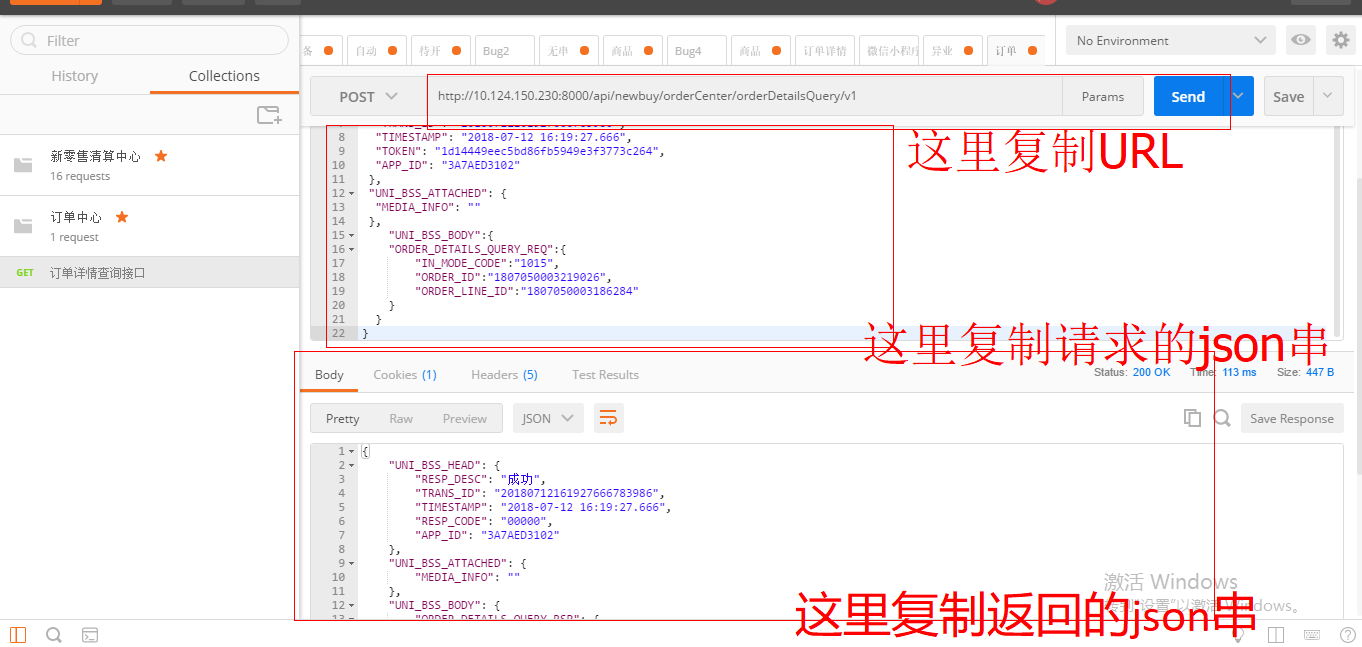 Filter
History
Collections
新零售清算中心
16 requests
订单中心
1 request
GET 订单详情查询接口
备
自动
待开
Bug2
无串
商品
Bug4
商品
订单详情
微信小程序
异业
订单
No Environment
POST
http://10.124.150.230:8000/api/newbuy/orderCenter/orderDetailsQuery/v1
Params
Send
Save
这里复制URL
8 "TIMESTAMP": "2018-07-12 16:19:27.666",
9 "TOKEN": "1d14449eec5bd86fb5949e3f3773c264",
10 "APP_ID": "3A7AED3102"
11 },
12 "UNI_BSS_ATTACHED": {
13 "MEDIA_INFO": ""
14 },
15 "UNI_BSS_BODY":{
16 "ORDER_DETAILS_QUERY_REQ":{
17 "IN_MODE_CODE":"1015",
18 "ORDER_ID":"1807050003219026",
19 "ORDER_LINE_ID":"1807050003186284"
20 }
21 }
22 }
这里复制请求的json串
Body
Cookies (1)
Headers (5)
Test Results
Status: 200 OK
Time: 113 ms
Size: 447 B
Pretty
Raw
Preview
JSON
Save Response
1 {
2 "UNI_BSS_HEAD": {
3 "RESP_DESC": "成功",
4 "TRANS_ID": "20180712161927666783986",
5 "TIMESTAMP": "2018-07-12 16:19:27.666",
6 "RESP_CODE": "00000",
7 "APP_ID": "3A7AED3102"
8 },
9 "UNI_BSS_ATTACHED": {
10 "MEDIA_INFO": ""
11 },
12 "UNI_BSS_BODY": {
13 "ORDER_DETAILS_QUERY_RSP": {
激活 Windows
转到"设置"以激活 Windows。
这里复制返回的json串